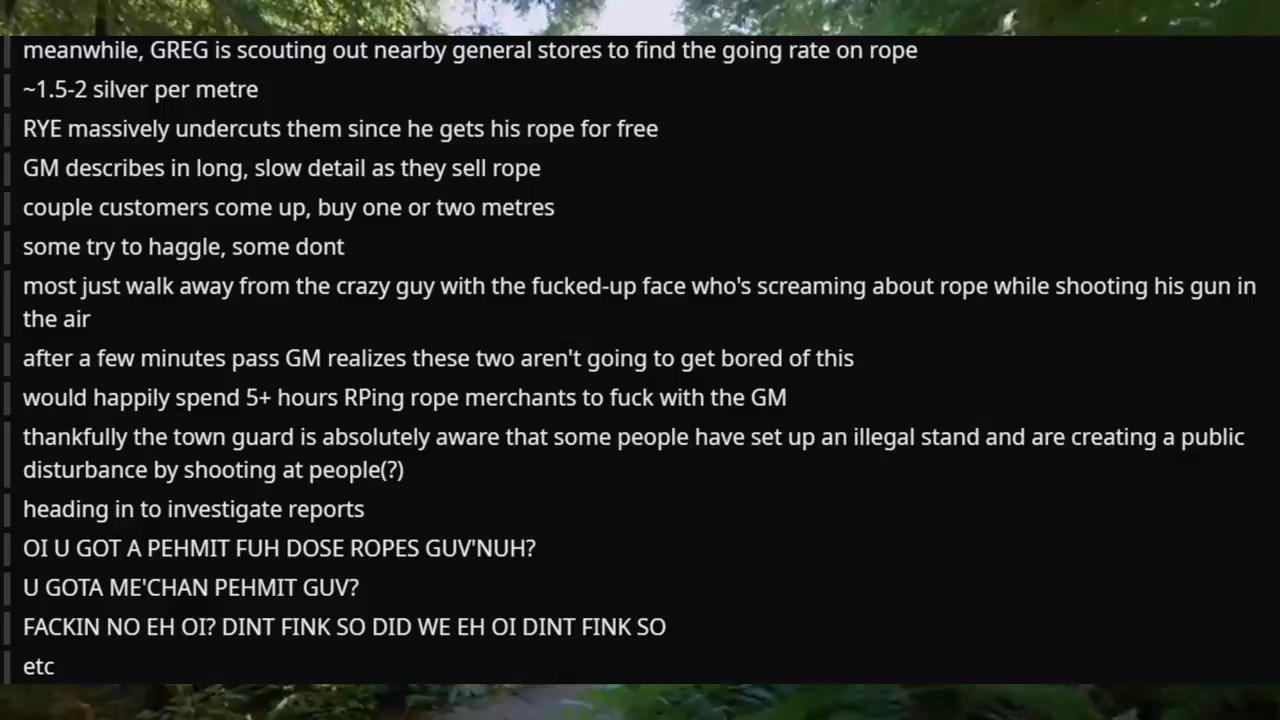 meanwhile, GREG is scouting out nearby general stores to find the going rate on rope
~1.5-2 silver per metre
RYE massively undercuts them since he gets his rope for free
GM describes in long, slow detail as they sell rope
couple customers come up, buy one or two metres
some try to haggle, some dont
most just walk away from the crazy guy with the fucked-up face who's screaming about rope while shooting his gun in
the air
after a few minutes pass GM realizes these two aren't going to get bored of this
would happily spend 5+ hours RPing rope merchants to fuck with the GM
thankfully the town guard is absolutely aware that some people have set up an illegal stand and are creating a public
disturbance by shooting at people(?)
heading in to investigate reports
OI U GOT A PEHMIT FUH DOSE ROPES GUV'NUH?
U GOTA ME'CHAN PEHMIT GUV?
FACKIN NO EH OI? DINT FINK SO DID WE EH OI DINT FINK SO
etc